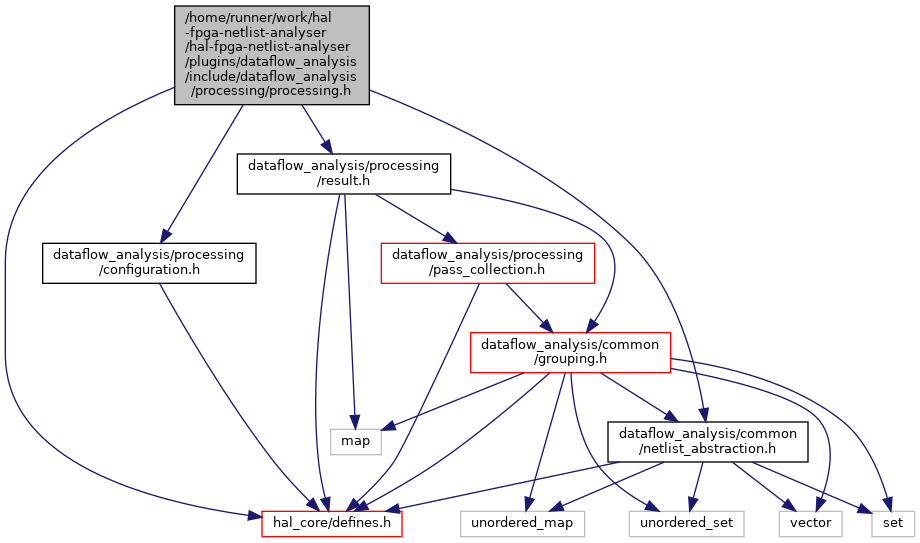 /home/runner/work/hal
-fpga-netlist-analyser
/hal-fpga-netlist-analyser
/plugins/dataflow_analysis
/include/dataflow_analysis
/processing/processing.h
dataflow_analysis/processing
/result.h
dataflow_analysis/processing
/configuration.h
dataflow_analysis/processing
/pass_collection.h
dataflow_analysis/common
/grouping.h
map
dataflow_analysis/common
/netlist_abstraction.h
hal_core/defines.h
unordered_map
unordered_set
vector
set